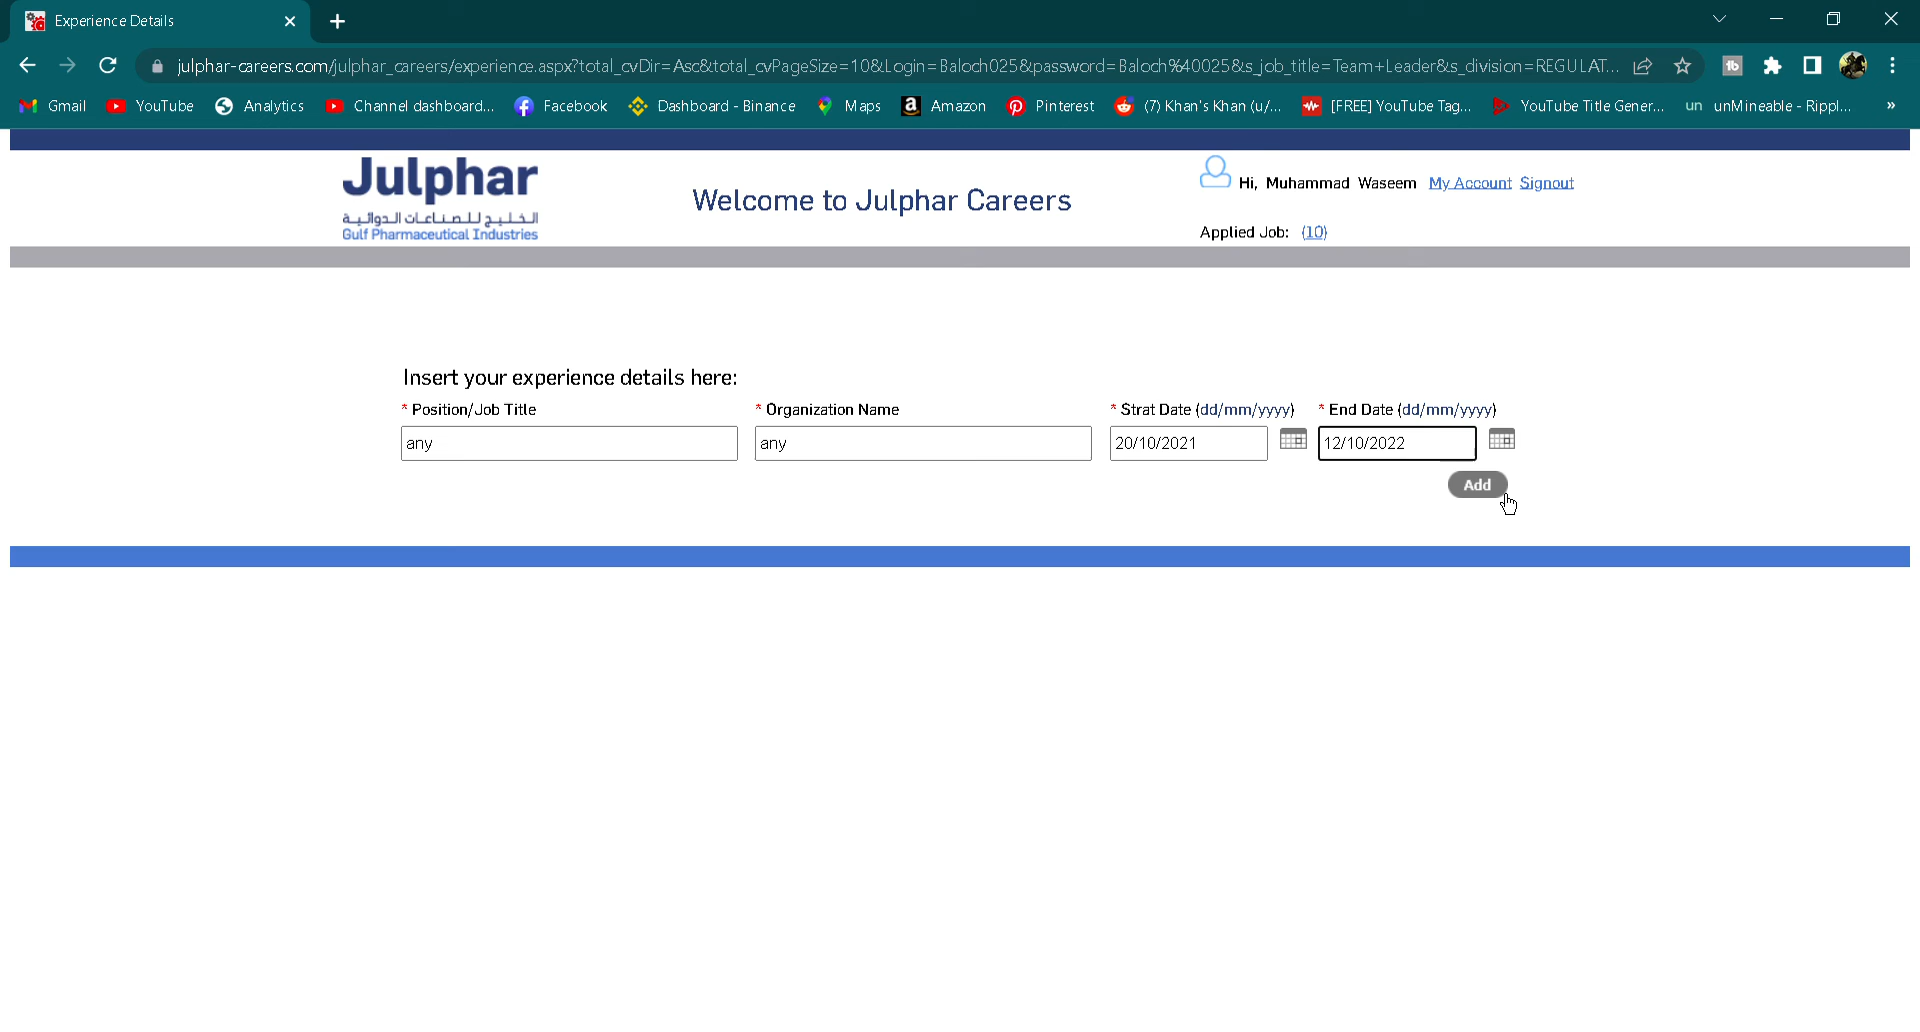 Experience Details
julphar-careers.com/julphar_careers/experience.aspx?total_cvDir=Asc&total_cvPageSize=10&Login=Baloch025&password=Baloch%40025&s_job_title=Team+Leader&s_division=REGULAT...
Gmail YouTube Analytics Channel dashboard... Facebook Dashboard - Binance Maps Amazon Pinterest (7) Khan's Khan (u/... [FREE] YouTube Tag... YouTube Title Gener... unMineable - Rippl... »
Julphar
الخليج للصناعات الدوائية
Gulf Pharmaceutical Industries
Welcome to Julphar Careers
Hi, Muhammad Waseem My Account Signout
Applied Job: (10)
Insert your experience details here:
* Position/Job Title * Organization Name * Strat Date (dd/mm/yyyy) * End Date (dd/mm/yyyy)
any any 20/10/2021 12/10/2022
Add